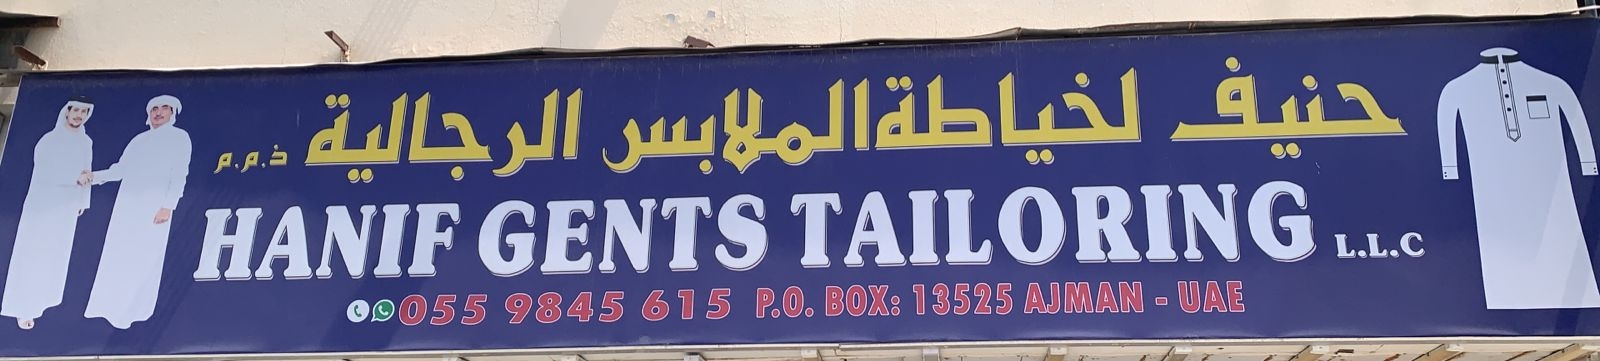 حنيف لخياطة الملابس الرجالية ذ.م.م
HANIF GENTS TAILORING L.L.C
055 9845 615 P.O. BOX: 13525 AJMAN - UAE